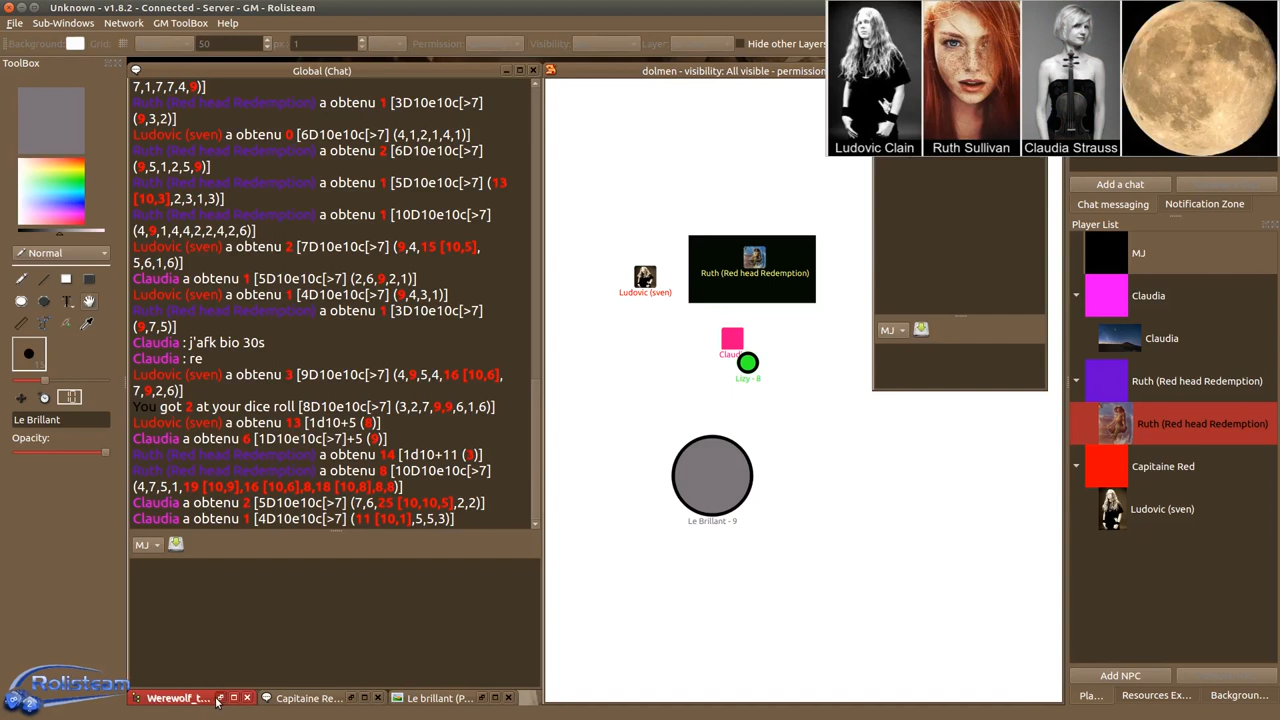 Unknown - v1.8.2 - Connected - Server - GM - Rolisteam
File Sub-Windows Network GM ToolBox Help
Background: Grid: 50 px - 1 Permission: Visibility: Layer: Hide other Layers
ToolBox
Normal
Le Brillant
Opacity:
Global (Chat)
7,1,7,7,4,9)]
Ruth (Red head Redemption) a obtenu 1 [3D10e10c[>7]
(9,3,2)]
Ludovic (sven) a obtenu 0 [6D10e10c[>7] (4,1,2,1,4,1)]
Ruth (Red head Redemption) a obtenu 2 [6D10e10c[>7]
(9,5,1,2,5,9)]
Ruth (Red head Redemption) a obtenu 1 [5D10e10c[>7] (13
[10,3],2,3,1,3)]
Ruth (Red head Redemption) a obtenu 1 [10D10e10c[>7]
(4,9,1,4,4,2,2,4,2,6)]
Ludovic (sven) a obtenu 2 [7D10e10c[>7] (9,4,15 [10,5],
5,6,1,6)]
Claudia a obtenu 1 [5D10e10c[>7] (2,6,9,2,1)]
Ludovic (sven) a obtenu 1 [4D10e10c[>7] (9,4,3,1)]
Ruth (Red head Redemption) a obtenu 1 [3D10e10c[>7]
(9,7,5)]
Claudia : j'afk bio 30s
Claudia : re
Ludovic (sven) a obtenu 3 [9D10e10c[>7] (4,9,5,4,16 [10,6],
7,9,2,6)]
You got 2 at your dice roll [8D10e10c[>7] (3,2,7,9,9,6,1,6)]
Ludovic (sven) a obtenu 13 [1d10+5 (8)]
Claudia a obtenu 6 [1D10e10c[>7]+5 (9)]
Ruth (Red head Redemption) a obtenu 14 [1d10+11 (3)]
Ruth (Red head Redemption) a obtenu 8 [10D10e10c[>7]
(4,7,5,1,19 [10,9],16 [10,6],8,18 [10,8],8,8)]
Claudia a obtenu 2 [5D10e10c[>7] (7,6,25 [10,10,5],2,2)]
Claudia a obtenu 1 [4D10e10c[>7] (11 [10,1],5,5,3)]
MJ
Rolisteam
Werewolf_t... Capitaine Re... Le brillant (P...
dolmen - visibility: All visible - permission
Ruth (Red head Redemption)
Ludovic (sven)
Lizy - 8
Le Brillant - 9
MJ
Ludovic Clain Ruth Sullivan Claudia Strauss
Add a chat
Chat messaging Notification Zone
Player List
MJ
Claudia
Claudia
Ruth (Red head Redemption)
Ruth (Red head Redemption)
Capitaine Red
Ludovic (sven)
Add NPC
Pla... Resources Ex... Backgroun...